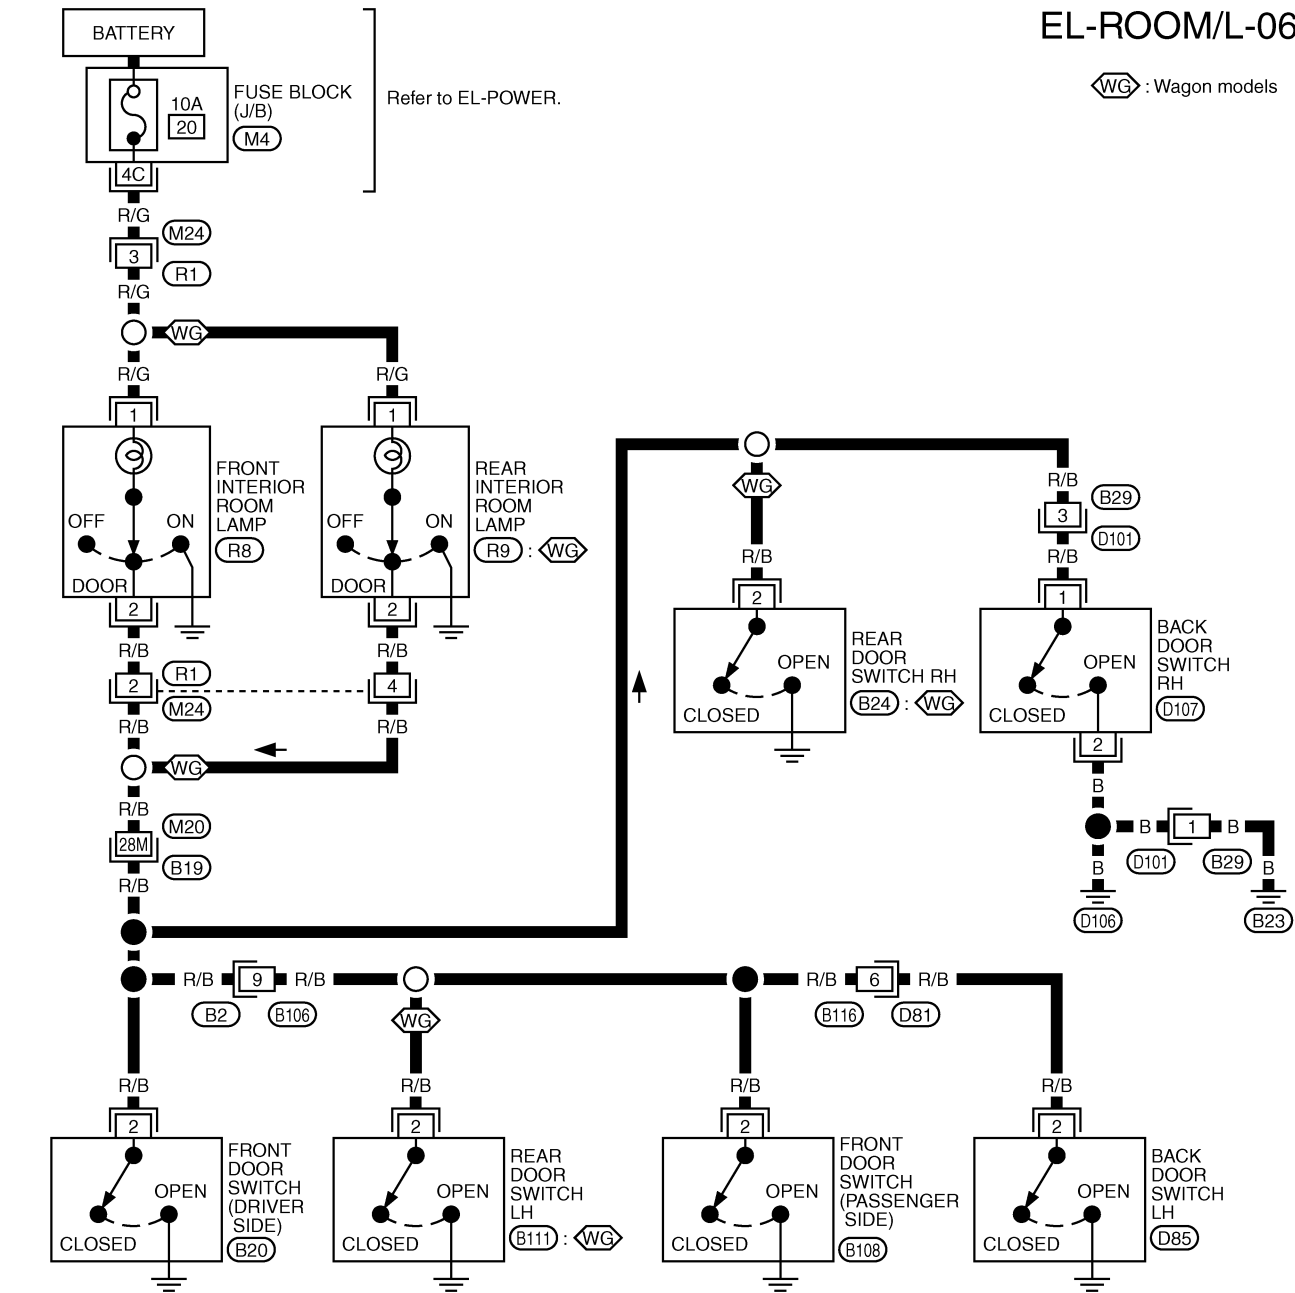 EL-ROOM/L-06
WG : Wagon models
BATTERY
10A
20
FUSE BLOCK
(J/B)
M4
Refer to EL-POWER.
4C
R/G
M24
3
R1
R/G
WG
R/G
R/G
1
1
FRONT
INTERIOR
ROOM
LAMP
R8
OFF
ON
DOOR
2
REAR
INTERIOR
ROOM
LAMP
R9 : WG
OFF
ON
DOOR
2
R/B
R/B
R1
2
4
M24
R/B
R/B
WG
R/B
M20
28M
B19
R/B
WG
R/B
2
REAR
DOOR
SWITCH RH
B24 : WG
OPEN
CLOSED
R/B
B29
3
D101
R/B
1
BACK
DOOR
SWITCH
RH
D107
OPEN
CLOSED
2
B
B
1
B
D101
B29
B
B
D106
B23
R/B
9
R/B
B2
B106
WG
R/B
6
R/B
B116
D81
R/B
R/B
R/B
R/B
2
2
2
2
FRONT
DOOR
SWITCH
(DRIVER
SIDE)
B20
OPEN
CLOSED
REAR
DOOR
SWITCH
LH
B111 : WG
OPEN
CLOSED
FRONT
DOOR
SWITCH
(PASSENGER
SIDE)
B108
OPEN
CLOSED
BACK
DOOR
SWITCH
LH
D85
OPEN
CLOSED